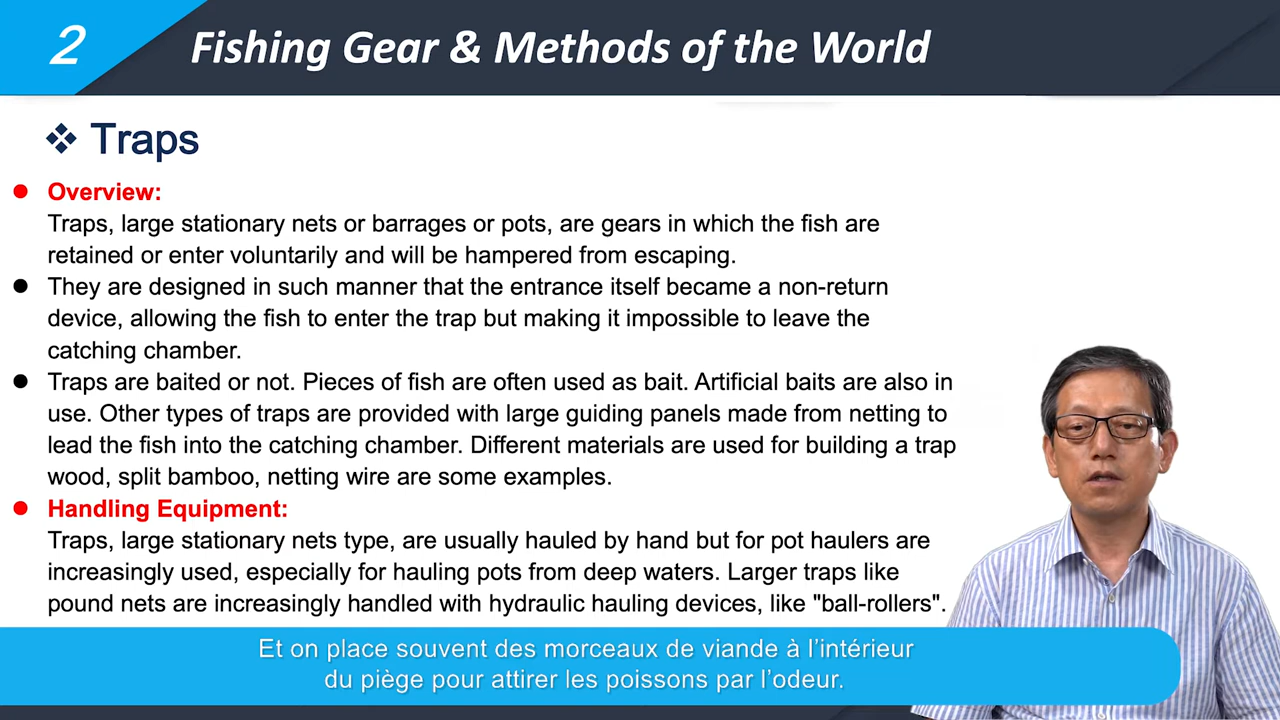 2
Fishing Gear & Methods of the World
Traps
Overview:
Traps, large stationary nets or barrages or pots, are gears in which the fish are
retained or enter voluntarily and will be hampered from escaping.
They are designed in such manner that the entrance itself became a non-return
device, allowing the fish to enter the trap but making it impossible to leave the
catching chamber.
Traps are baited or not. Pieces of fish are often used as bait. Artificial baits are also in
use. Other types of traps are provided with large guiding panels made from netting to
lead the fish into the catching chamber. Different materials are used for building a trap
wood, split bamboo, netting wire are some examples.
Handling Equipment:
Traps, large stationary nets type, are usually hauled by hand but for pot haulers are
increasingly used, especially for hauling pots from deep waters. Larger traps like
pound nets are increasingly handled with hydraulic hauling devices, like "ball-rollers".
Et on place souvent des morceaux de viande à l’intérieur
du piège pour attirer les poissons par l’odeur.